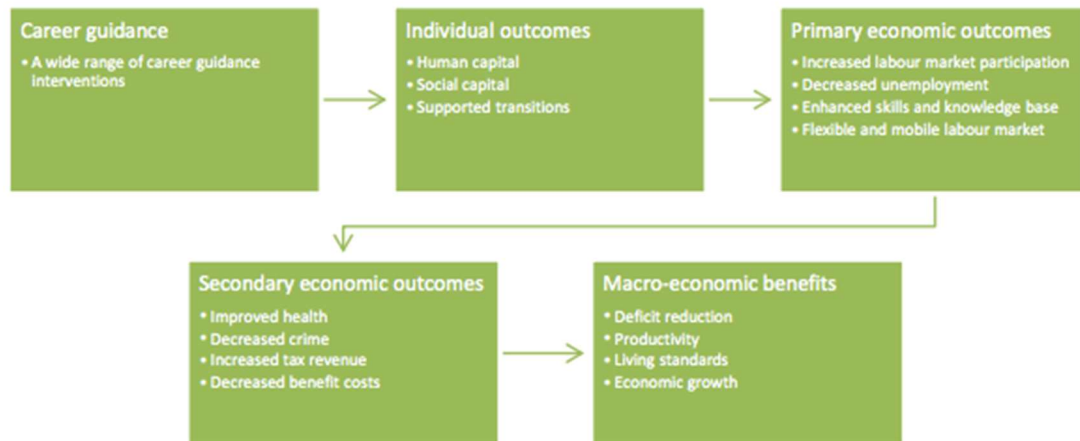 Career guidance
• A wide range of career guidance
interventions
Individual outcomes
• Human capital
• Social capital
• Supported transitions
Primary economic outcomes
• Increased labour market participation
• Decreased unemployment
• Enhanced skills and knowledge base
• Flexible and mobile labour market
Secondary economic outcomes
• Improved health
• Decreased crime
• Increased tax revenue
• Decreased benefit costs
Macro-economic benefits
• Deficit reduction
• Productivity
• Living standards
• Economic growth